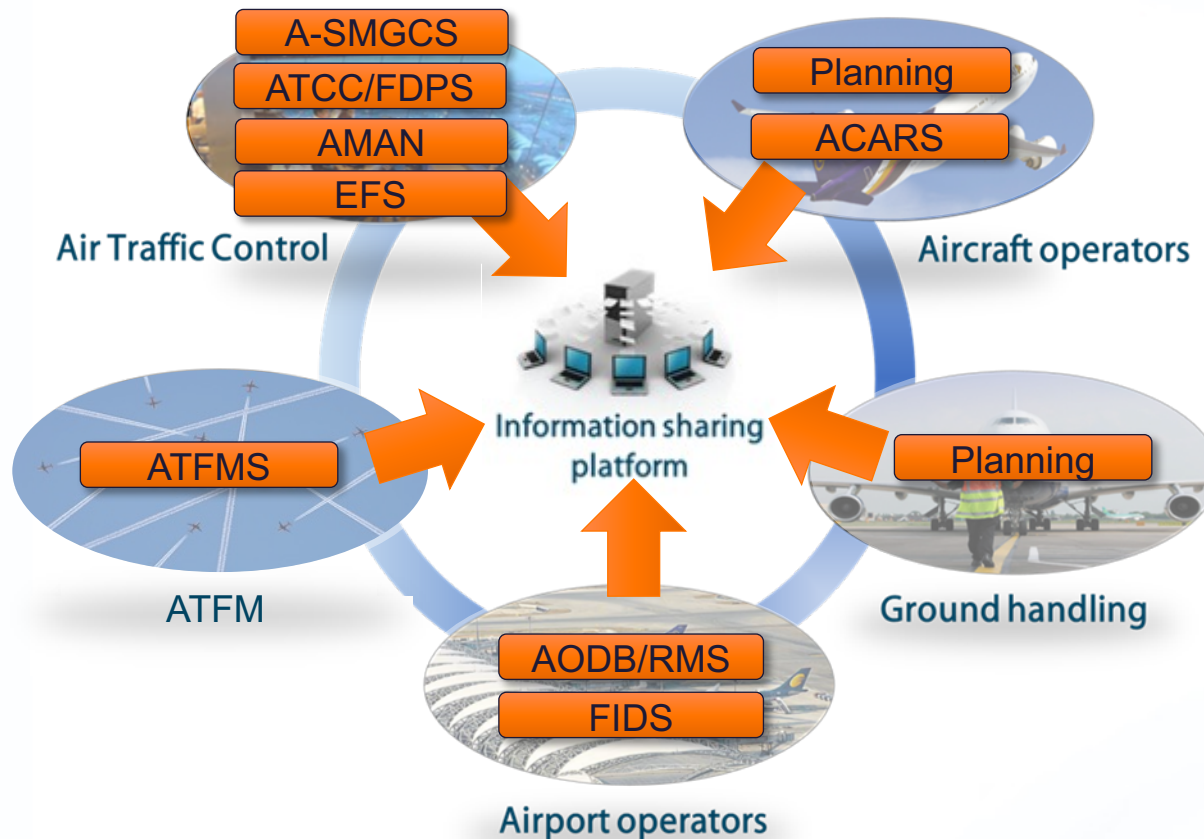 A-SMGCS
ATCC/FDPS
AMAN
EFS
Air Traffic Control
Planning
ACARS
Aircraft operators
Information sharing
platform
ATFMS
ATFM
Planning
Ground handling
AODB/RMS
FIDS
Airport operators